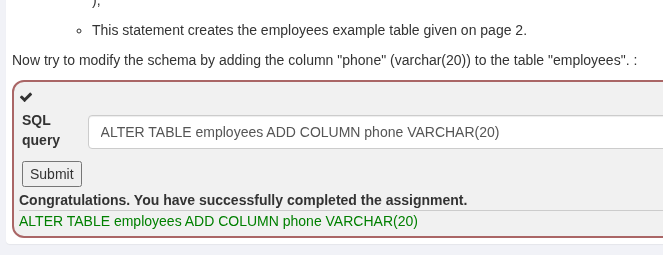 );
This statement creates the employees example table given on page 2.
Now try to modify the schema by adding the column "phone" (varchar(20)) to the table "employees". :
SQL query
ALTER TABLE employees ADD COLUMN phone VARCHAR(20)
Submit
Congratulations. You have successfully completed the assignment.
ALTER TABLE employees ADD COLUMN phone VARCHAR(20)